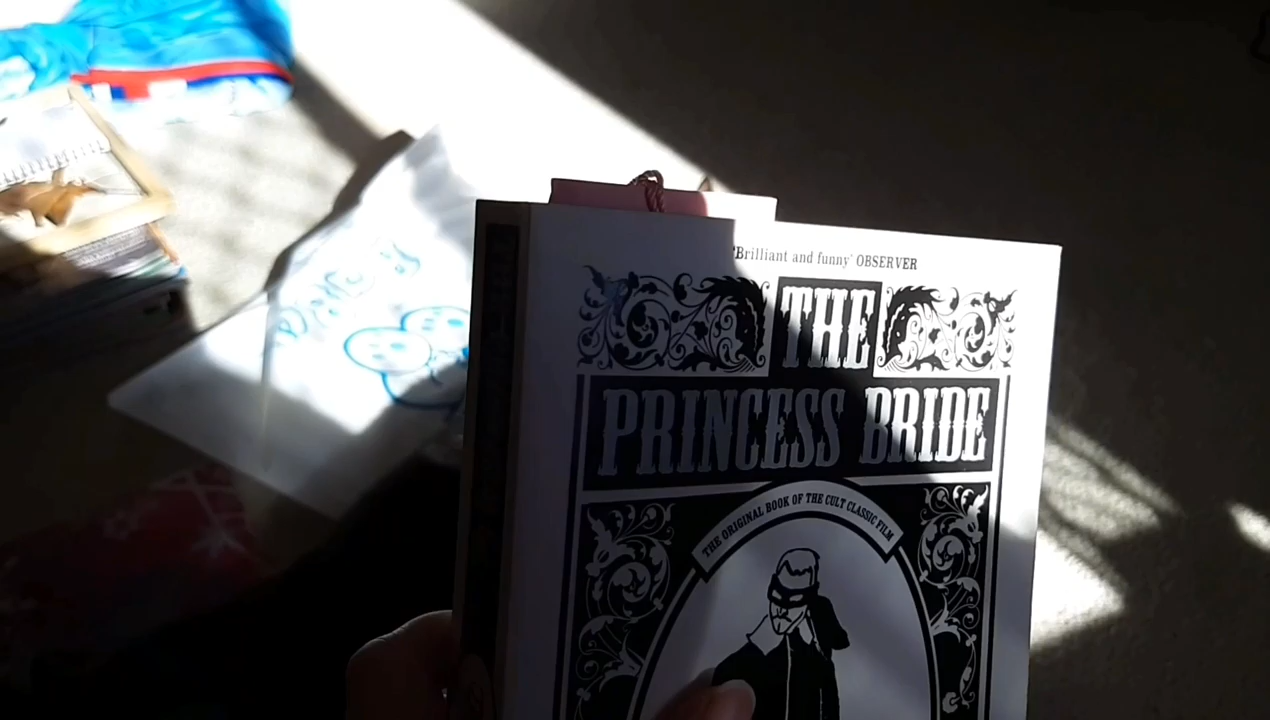 'Brilliant and funny' OBSERVER
THE
PRINCESS BRIDE
THE ORIGINAL BOOK OF THE CULT CLASSIC FILM